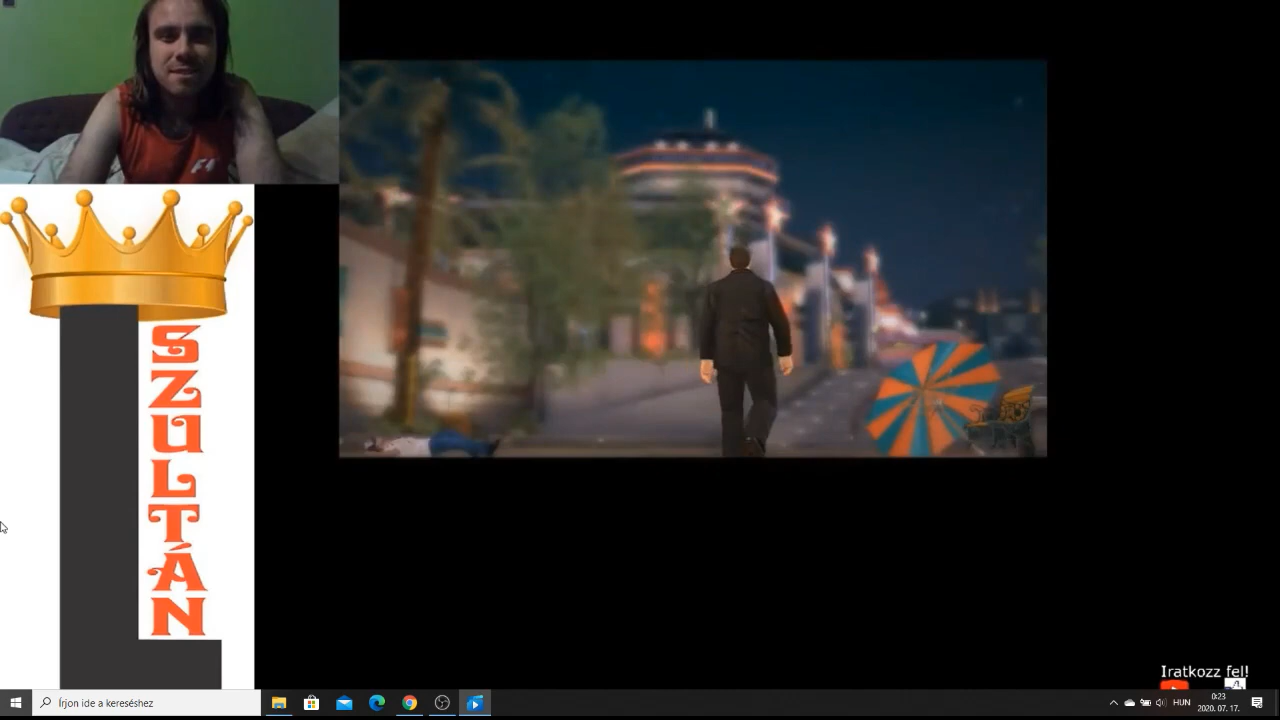 L
SZULTÁN
Iratkozz fel!
Írjon ide a kereséshez
HUN
0:23
2020. 07. 17.